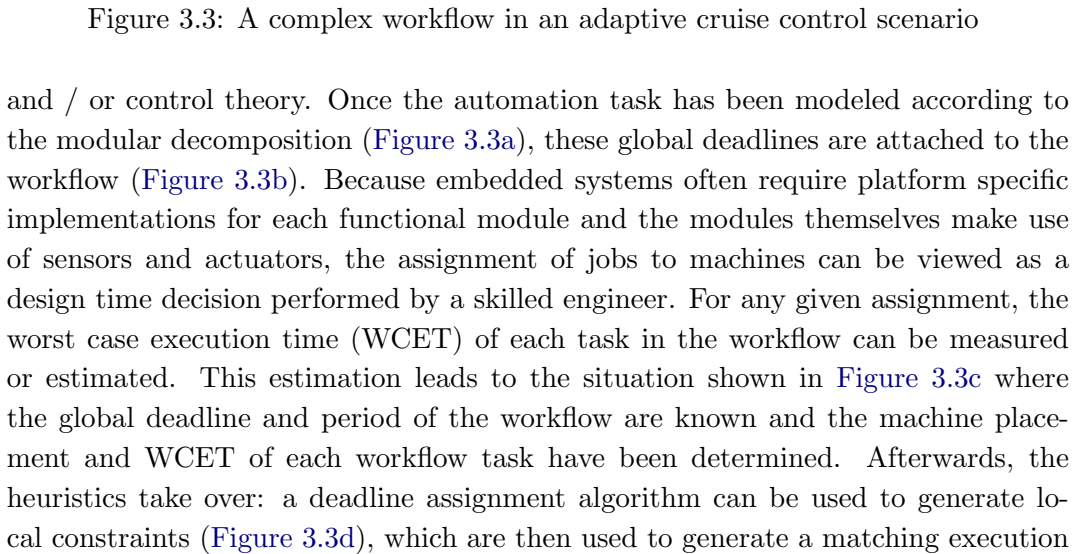 Figure 3.3: A complex workflow in an adaptive cruise control scenario
and / or control theory. Once the automation task has been modeled according to
the modular decomposition (Figure 3.3a), these global deadlines are attached to the
workflow (Figure 3.3b). Because embedded systems often require platform specific
implementations for each functional module and the modules themselves make use
of sensors and actuators, the assignment of jobs to machines can be viewed as a
design time decision performed by a skilled engineer. For any given assignment, the
worst case execution time (WCET) of each task in the workflow can be measured
or estimated. This estimation leads to the situation shown in Figure 3.3c where
the global deadline and period of the workflow are known and the machine place-
ment and WCET of each workflow task have been determined. Afterwards, the
heuristics take over: a deadline assignment algorithm can be used to generate lo-
cal constraints (Figure 3.3d), which are then used to generate a matching execution